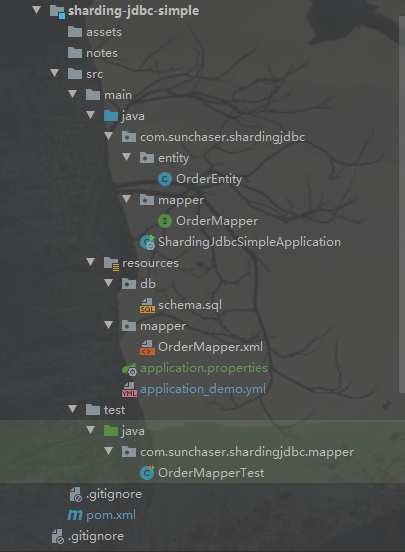 sharding-jdbc-simple
assets
notes
src
main
java
com.sunchaser.shardingjdbc
entity
OrderEntity
mapper
OrderMapper
ShardingJdbcSimpleApplication
resources
db
schema.sql
mapper
OrderMapper.xml
application.properties
application_demo.yml
test
java
com.sunchaser.shardingjdbc.mapper
OrderMapperTest
.gitignore
pom.xml
.gitignore